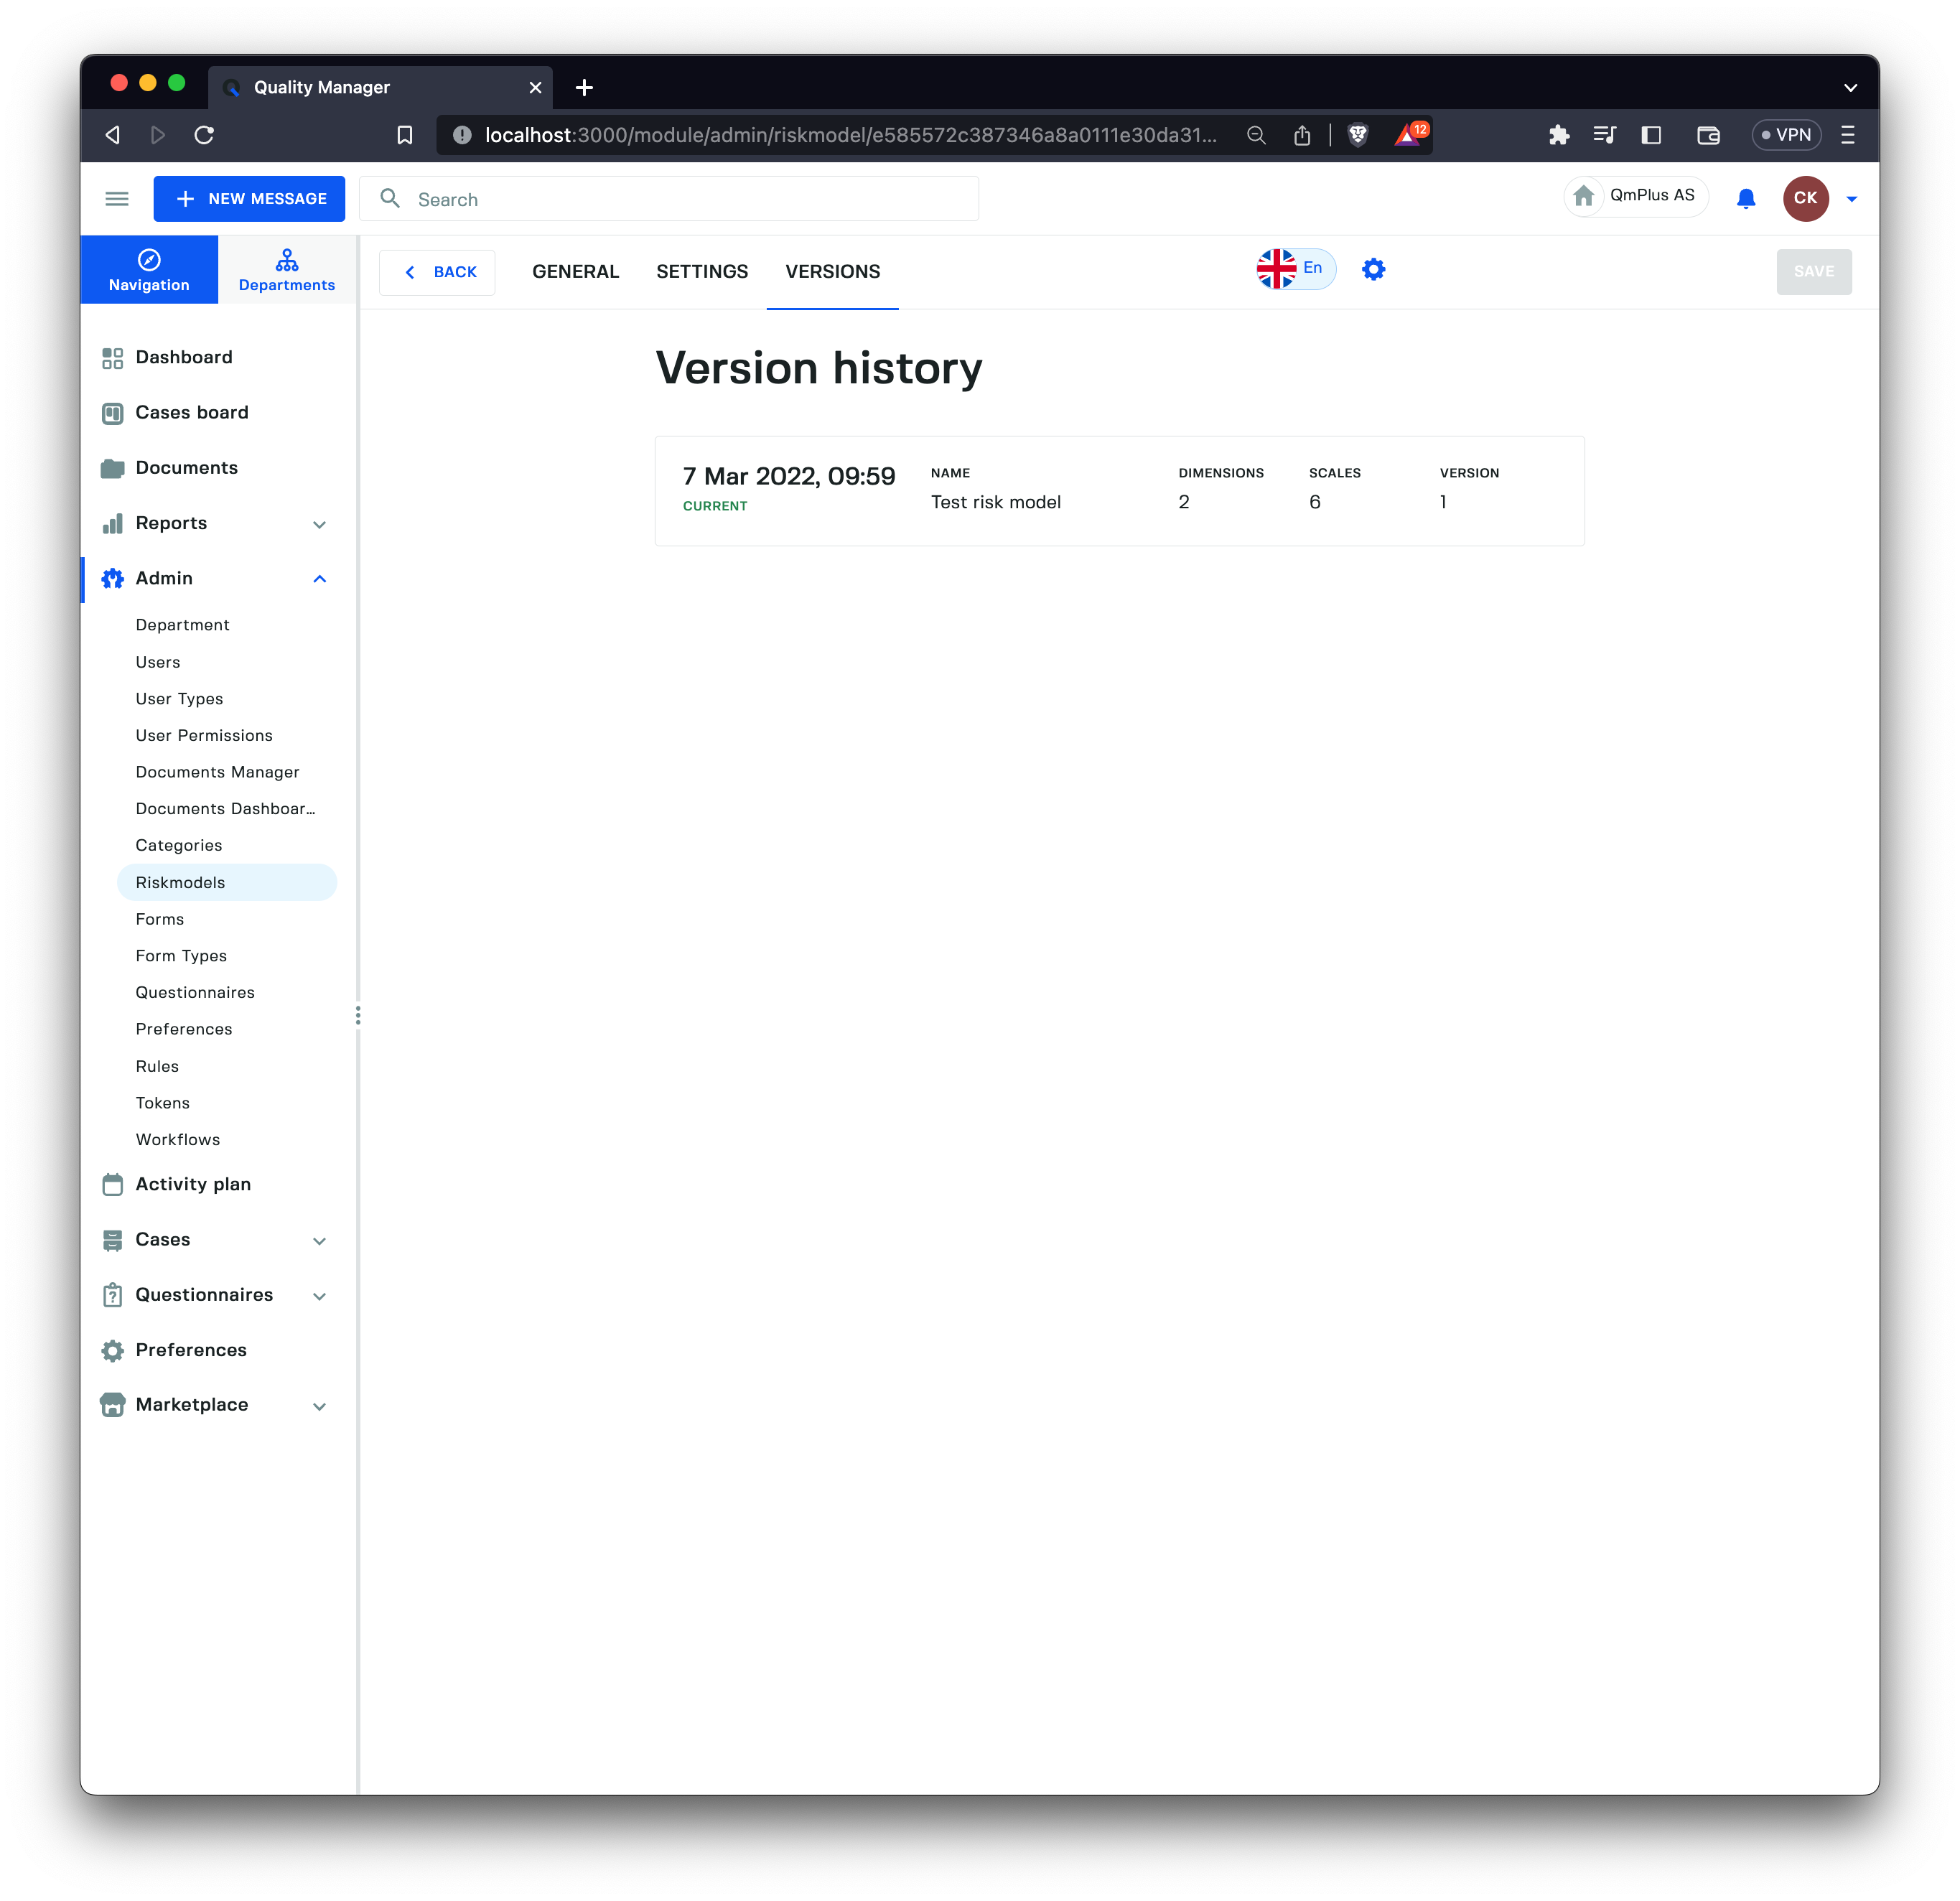 Quality Manager
localhost:3000/module/admin/riskmodel/e585572c387346a8a0111e30da31...
12
VPN
NEW MESSAGE
Search
QmPlus AS
CK
Navigation
Departments
BACK
GENERAL
SETTINGS
VERSIONS
En
SAVE
Dashboard
Cases board
Documents
Reports
Admin
Department
Users
User Types
User Permissions
Documents Manager
Documents Dashboar...
Categories
Riskmodels
Forms
Form Types
Questionnaires
Preferences
Rules
Tokens
Workflows
Activity plan
Cases
Questionnaires
Preferences
Marketplace
Version history
7 Mar 2022, 09:59
CURRENT
NAME
Test risk model
DIMENSIONS
2
SCALES
6
VERSION
1